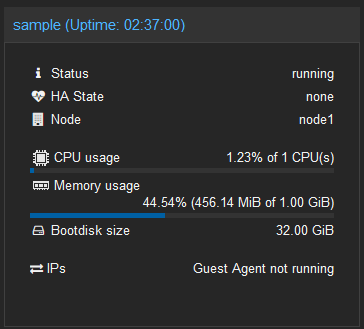 sample (Uptime: 02:37:00)
Status running
HA State none
Node node1
CPU usage 1.23% of 1 CPU(s)
Memory usage
44.54% (456.14 MiB of 1.00 GiB)
Bootdisk size 32.00 GiB
IPs Guest Agent not running